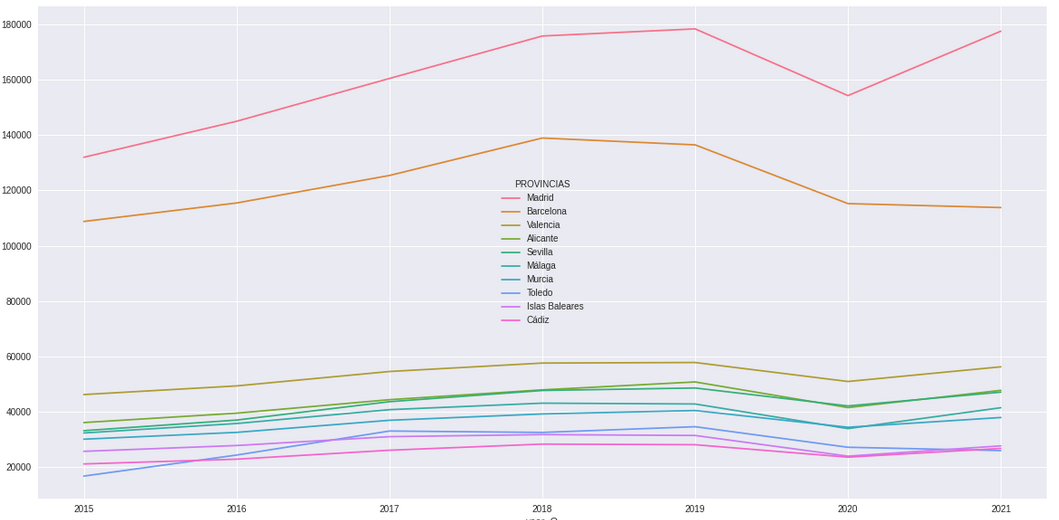 180000
160000
140000
120000
100000
80000
60000
40000
20000
PROVINCIAS
Madrid
Barcelona
Valencia
Alicante
Sevilla
Málaga
Murcia
Toledo
Islas Baleares
Cádiz
2015 2016 2017 2018 2019 2020 2021